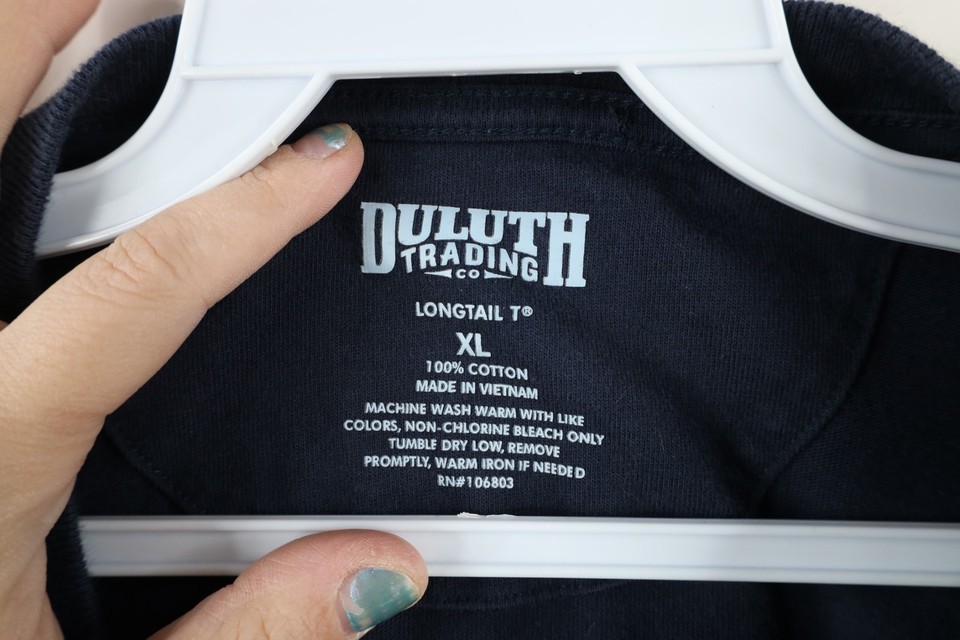 DULUTH
TRADING
CO
LONGTAIL T®
XL
100% COTTON
MADE IN VIETNAM
MACHINE WASH WARM WITH LIKE
COLORS, NON-CHLORINE BLEACH ONLY
TUMBLE DRY LOW, REMOVE
PROMPTLY, WARM IRON IF NEEDED
RN#106803